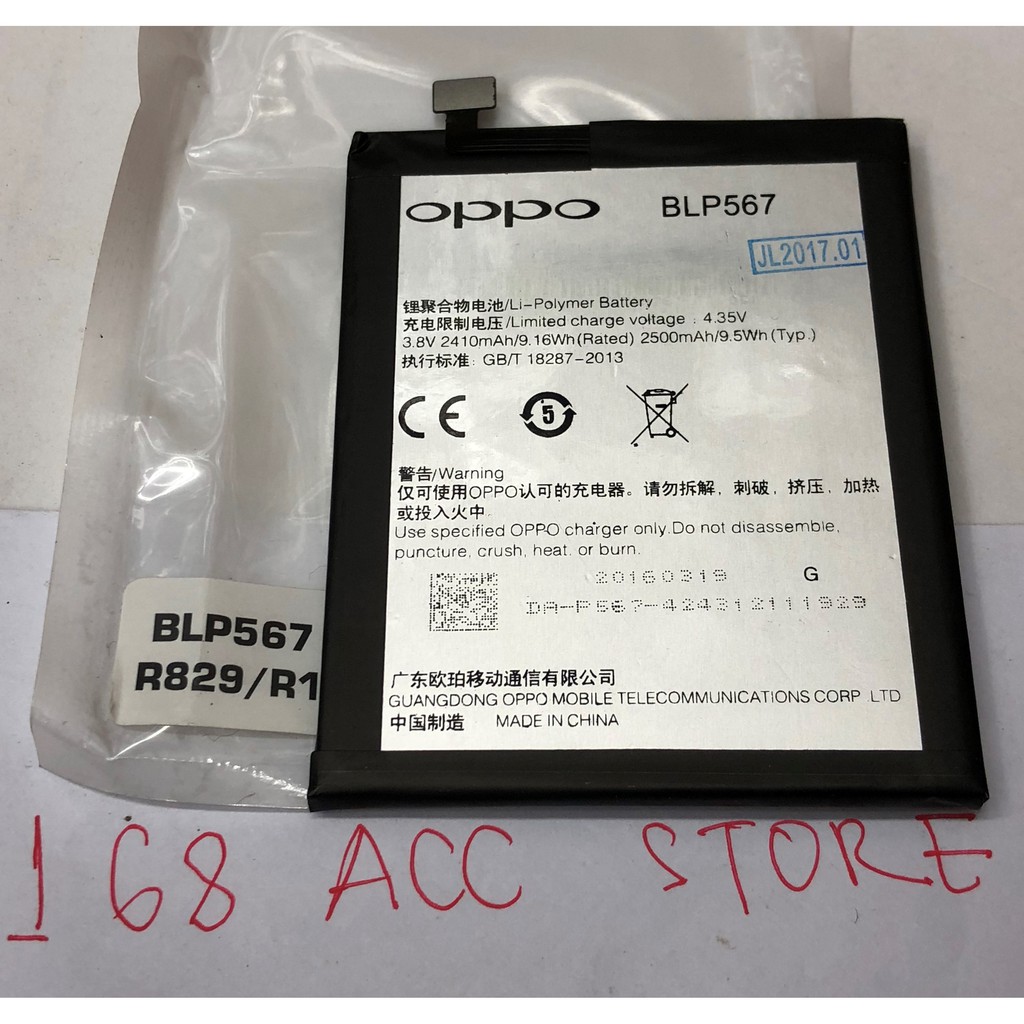 oppo BLP567
JL2017.01
锂聚合物电池/Li-Polymer Battery
充电限制电压/Limited charge voltage : 4.35V
3.8V 2410mAh/9.16Wh(Rated) 2500mAh/9.5Wh(Typ.)
执行标准: GB/T 18287-2013
CE 5
警告/Warning
仅可使用OPPO认可的充电器。请勿拆解, 刺破, 挤压, 加热
或投入火中
Use specified OPPO charger only.Do not disassemble,
puncture, crush, heat, or burn.
20160319 G
DA-P567-424312111929
广东欧珀移动通信有限公司
GUANGDONG OPPO MOBILE TELECOMMUNICATIONS CORP .LTD
中国制造 MADE IN CHINA
BLP567
R829/R1
168 ACC STORE